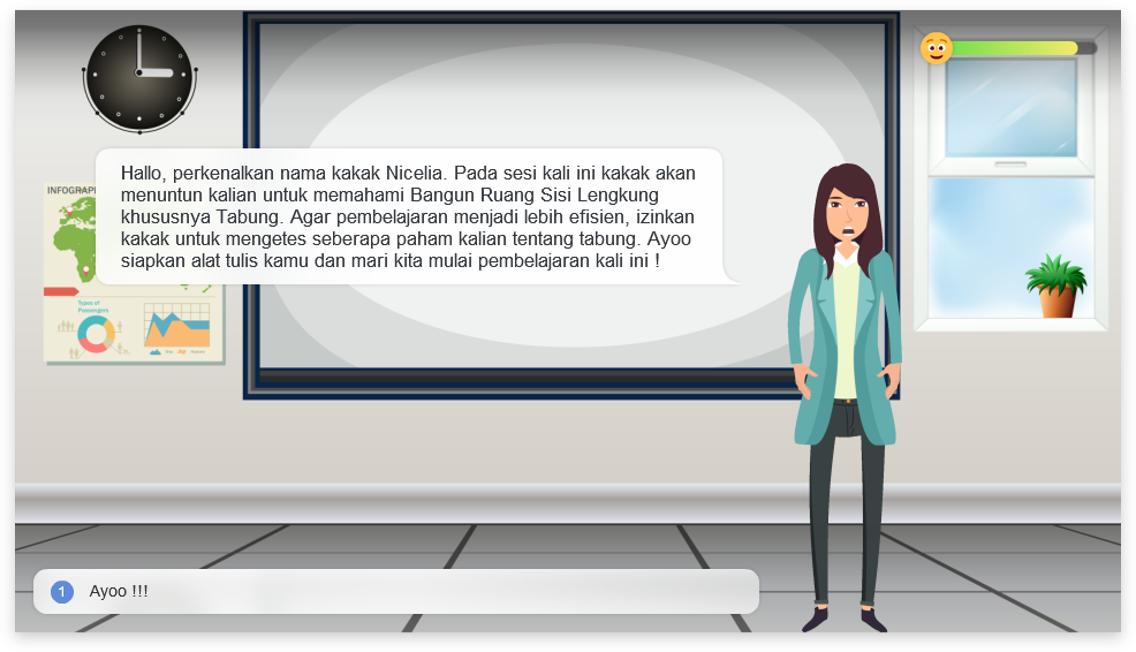 Hallo, perkenalkan nama kakak Nicelia. Pada sesi kali ini kakak akan
menuntun kalian untuk memahami Bangun Ruang Sisi Lengkung
khususnya Tabung. Agar pembelajaran menjadi lebih efisien, izinkan
kakak untuk mengetes seberapa paham kalian tentang tabung. Ayoo
siapkan alat tulis kamu dan mari kita mulai pembelajaran kali ini !
Types of
Passengers
1 Ayoo !!!